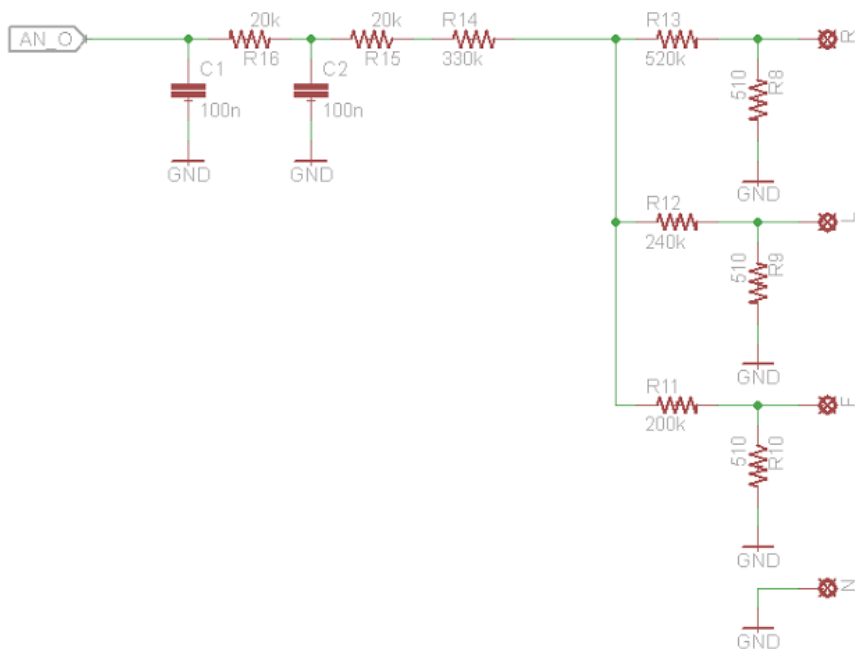 AN_O
20k
R16
20k
R15
R14
330k
R13
520k
R
C1
100n
C2
100n
510
R8
GND
GND
GND
R12
240k
L
510
R9
GND
R11
200k
F
510
R10
GND
N
GND